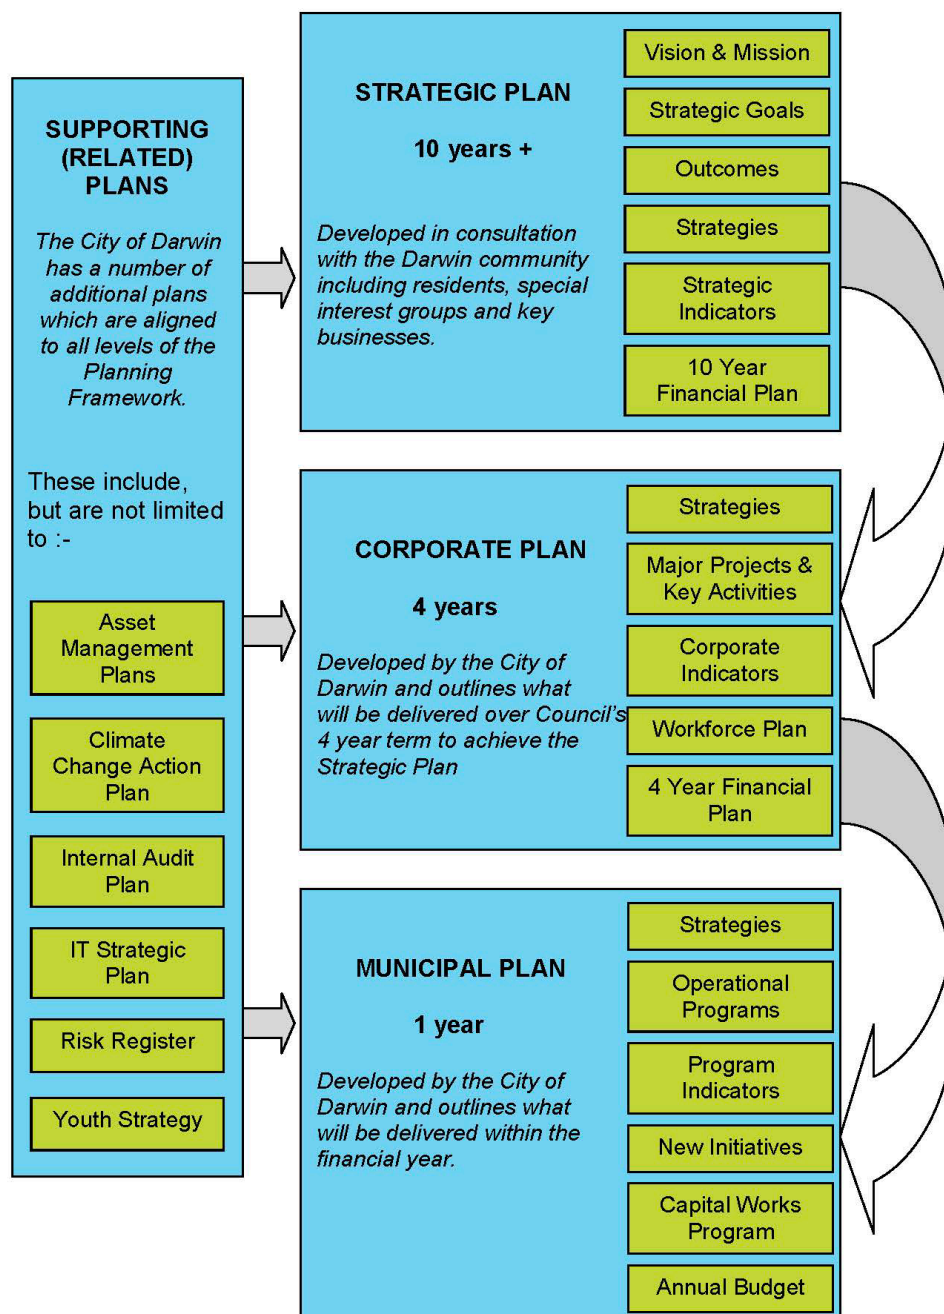 SUPPORTING
(RELATED)
PLANS
The City of Darwin
has a number of
additional plans
which are aligned
to all levels of the
Planning
Framework.
These include,
but are not limited
to :-
Asset
Management
Plans
Climate
Change Action
Plan
Internal Audit
Plan
IT Strategic
Plan
Risk Register
Youth Strategy
STRATEGIC PLAN
10 years +
Developed in consultation
with the Darwin community
including residents, special
interest groups and key
businesses.
Vision & Mission
Strategic Goals
Outcomes
Strategies
Strategic
Indicators
10 Year
Financial Plan
CORPORATE PLAN
4 years
Developed by the City of
Darwin and outlines what
will be delivered over Council's
4 year term to achieve the
Strategic Plan
Strategies
Major Projects &
Key Activities
Corporate
Indicators
Workforce Plan
4 Year Financial
Plan
MUNICIPAL PLAN
1 year
Developed by the City of
Darwin and outlines what
will be delivered within the
financial year.
Strategies
Operational
Programs
Program
Indicators
New Initiatives
Capital Works
Program
Annual Budget